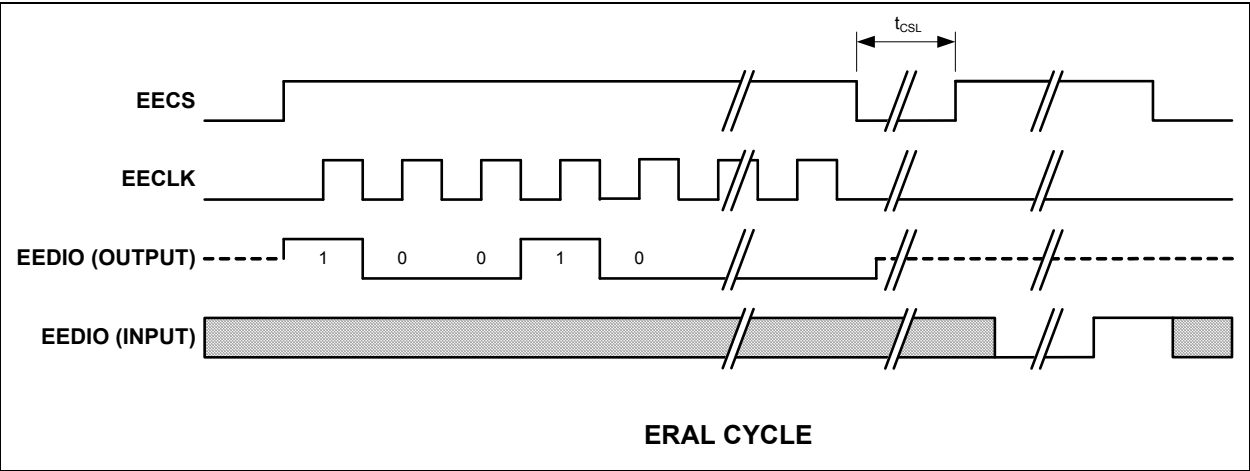 tCSL
EECS
EECLK
EEDIO (OUTPUT) 1 0 0 1 0
EEDIO (INPUT)
ERAL CYCLE